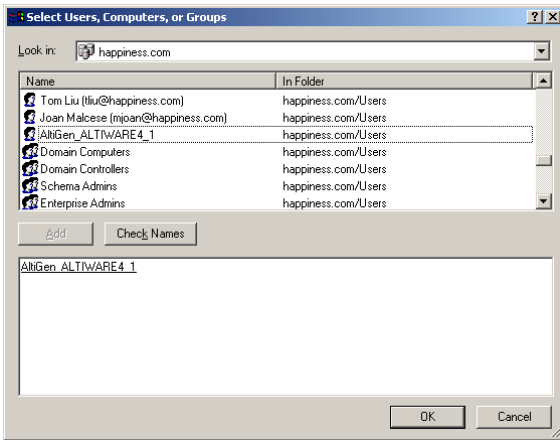 Select Users, Computers, or Groups
Look in: happiness.com
Name In Folder
Tom Liu (tliu@happiness.com) happiness.com/Users
Joan Malcese (mjoan@happiness.com) happiness.com/Users
AltiGen_ALTIWARE4_1 happiness.com/Users
Domain Computers happiness.com/Users
Domain Controllers happiness.com/Users
Schema Admins happiness.com/Users
Enterprise Admins happiness.com/Users
Add Check Names
AltiGen_ALTIWARE4_1
OK Cancel